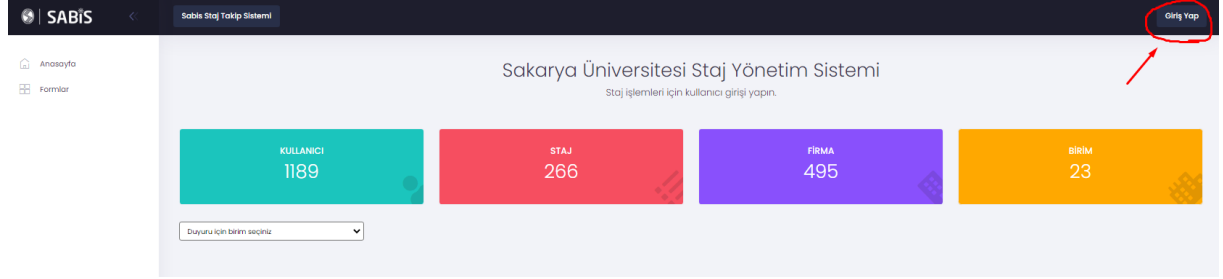 SABİS
Sabis Staj Takip Sistemi
Giriş Yap
Anasayfa
Formlar
Sakarya Üniversitesi Staj Yönetim Sistemi
Staj işlemleri için kullanıcı girişi yapın.
KULLANICI
1189
STAJ
266
FİRMA
495
BİRİM
23
Duyuru için birim seçiniz